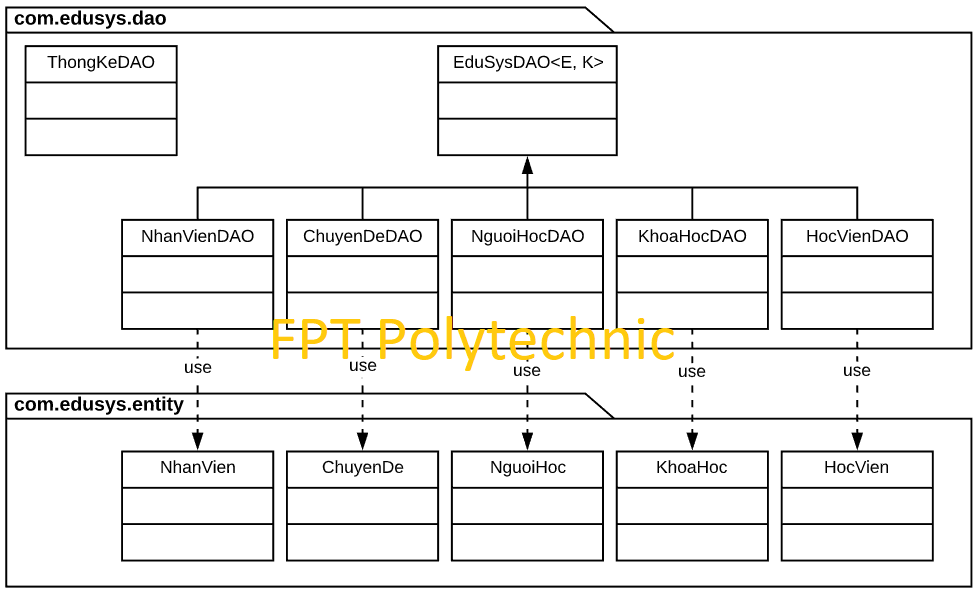 com.edusys.dao
ThongKeDAO
EduSysDAO<E, K>
NhanVienDAO
ChuyenDeDAO
NguoiHocDAO
KhoaHocDAO
HocVienDAO
FPT Polytechnic
use
use
use
use
use
com.edusys.entity
NhanVien
ChuyenDe
NguoiHoc
KhoaHoc
HocVien